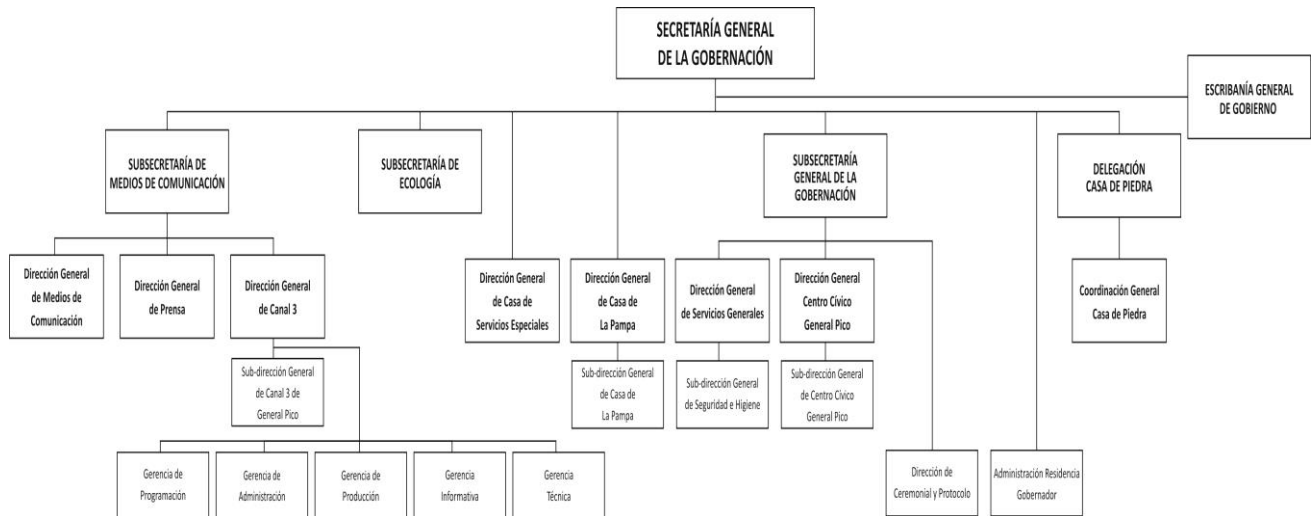 SECRETARÍA GENERAL
DE LA GOBERNACIÓN
ESCRIBANÍA GENERAL
DE GOBIERNO
SUBSECRETARÍA DE
MEDIOS DE COMUNICACIÓN
SUBSECRETARÍA DE
ECOLOGÍA
SUBSECRETARÍA
GENERAL DE LA
GOBERNACIÓN
DELEGACIÓN
CASA DE PIEDRA
Dirección General
de Medios de
Comunicación
Dirección General
de Prensa
Dirección General
de Canal 3
Dirección General
de Casa de
Servicios Especiales
Dirección General
de Casa de
La Pampa
Dirección General
de Servicios Generales
Dirección General
Centro Cívico
General Pico
Coordinación General
Casa de Piedra
Sub-dirección General
de Canal 3 de
General Pico
Sub-dirección General
de Casa de
La Pampa
Sub-dirección General
de Seguridad e Higiene
Sub-dirección General
de Centro Cívico
General Pico
Gerencia de
Programación
Gerencia de
Administración
Gerencia de
Producción
Gerencia
Informativa
Gerencia
Técnica
Dirección de
Ceremonial y Protocolo
Administración Residencia
Gobernador